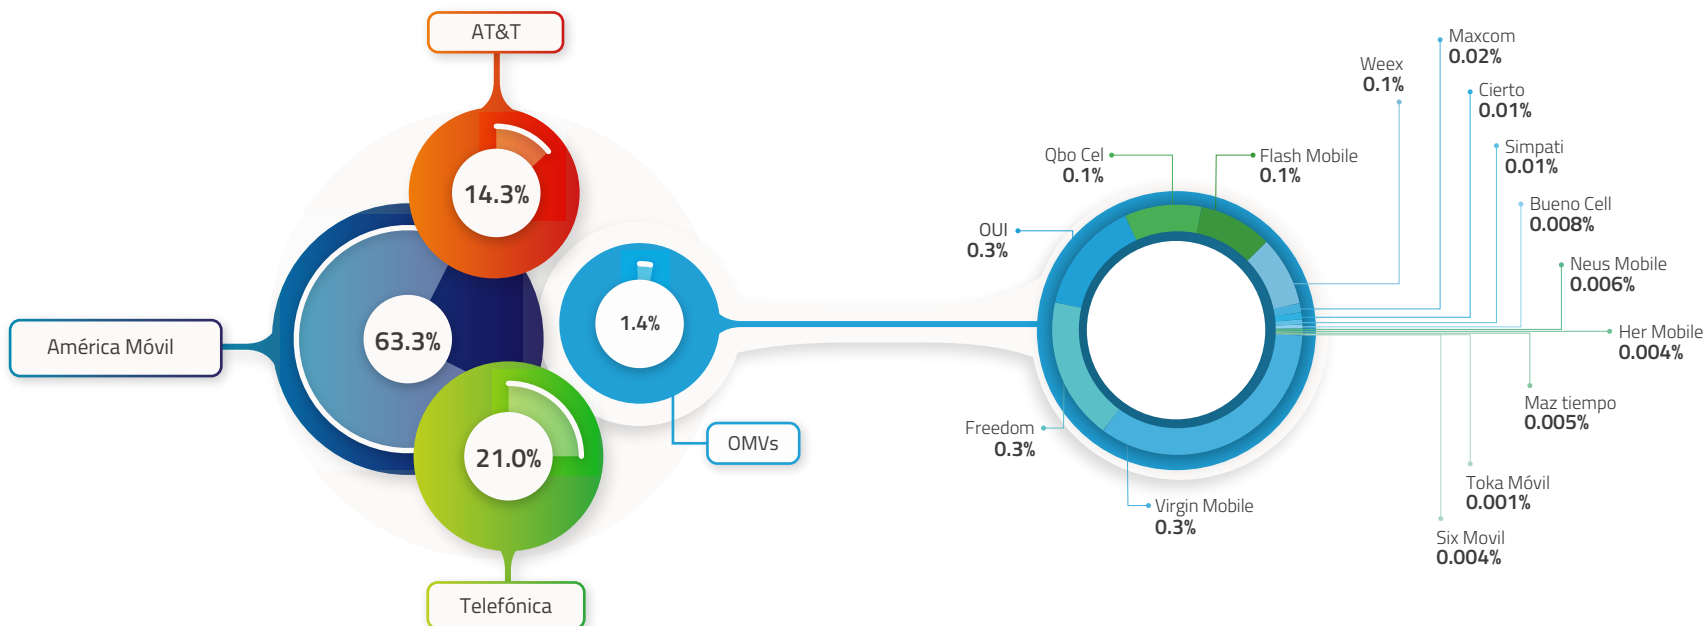 AT&T
14.3%
América Móvil
63.3%
1.4%
21.0%
OMVs
Telefónica
Maxcom
0.02%
Weex
0.1%
Cierto
0.01%
Simpati
0.01%
Qbo Cel
0.1%
Flash Mobile
0.1%
Bueno Cell
0.008%
OUI
0.3%
Neus Mobile
0.006%
Her Mobile
0.004%
Maz tiempo
0.005%
Freedom
0.3%
Toka Móvil
0.001%
Virgin Mobile
0.3%
Six Movil
0.004%